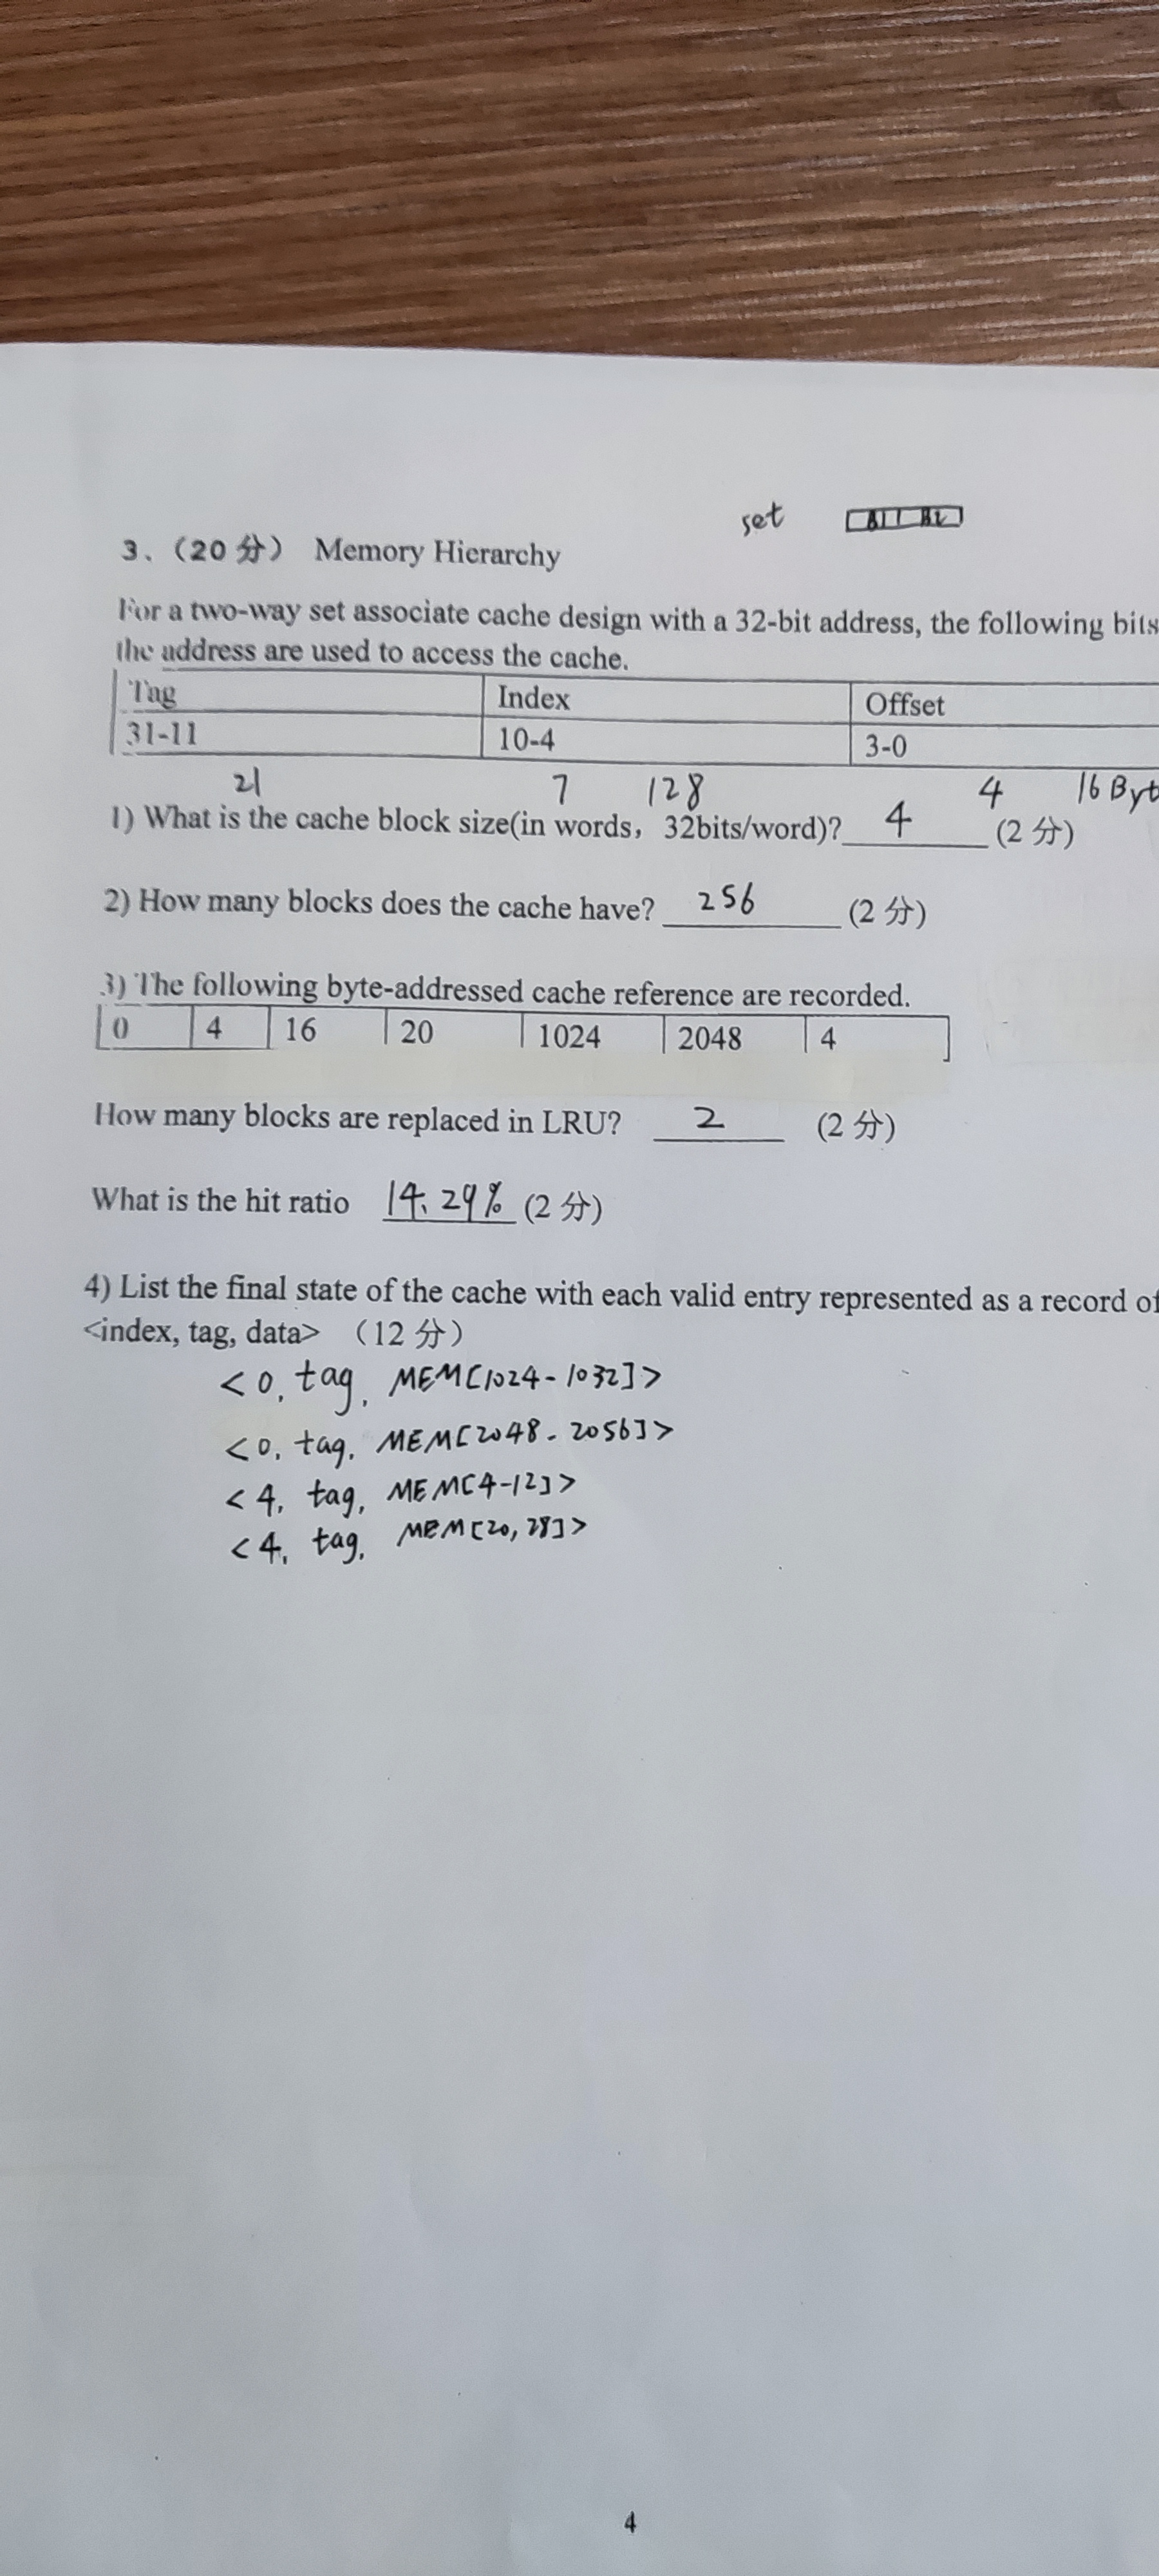 set B1 B2
3、（20 分） Memory Hierarchy
For a two-way set associate cache design with a 32-bit address, the following bits
the address are used to access the cache.
Tag Index Offset
31-11 10-4 3-0
21 7 128 4 16 Byt
1) What is the cache block size(in words，32bits/word)? 4 (2 分)
2) How many blocks does the cache have? 256 (2 分)
3) The following byte-addressed cache reference are recorded.
0 4 16 20 1024 2048 4
How many blocks are replaced in LRU? 2 (2 分)
What is the hit ratio 14.29% (2 分)
4) List the final state of the cache with each valid entry represented as a record of
<index, tag, data> （12 分）
<0, tag, MEM[1024-1032]>
<0, tag, MEM[2048-2056]>
<4, tag, MEM[4-12]>
<4, tag, MEM[20,28]>
4